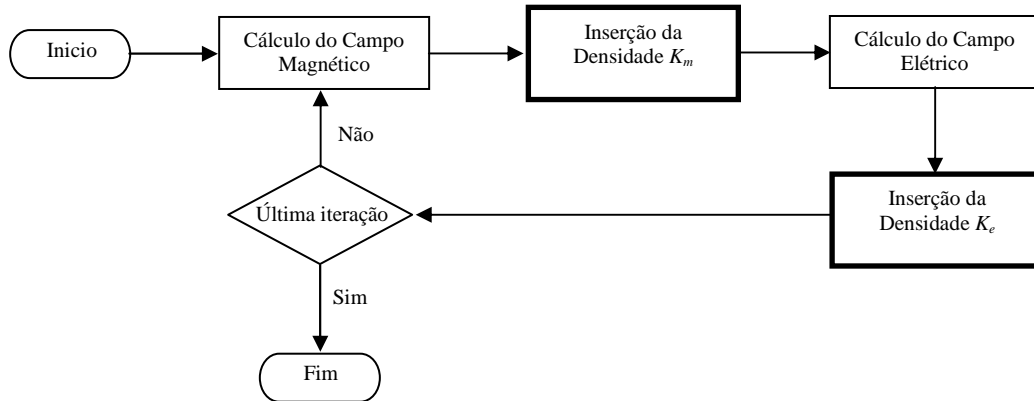 Inicio
Cálculo do Campo
Magnético
Inserção da
Densidade Km
Cálculo do Campo
Elétrico
Inserção da
Densidade Ke
Última iteração
Não
Sim
Fim